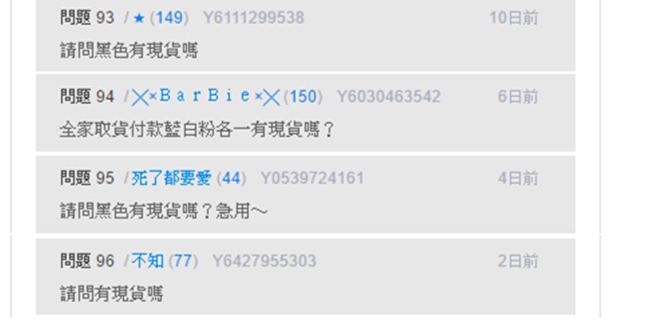 問題 93 / ★ (149) Y6111299538 10日前
請問黑色有現貨嗎
問題 94 / ╳×ＢａｒＢｉｅ×╳ (150) Y6030463542 6日前
全家取貨付款藍白粉各一有現貨嗎？
問題 95 / 死了都要愛 (44) Y0539724161 4日前
請問黑色有現貨嗎？急用～
問題 96 / 不知 (77) Y6427955303 2日前
請問有現貨嗎